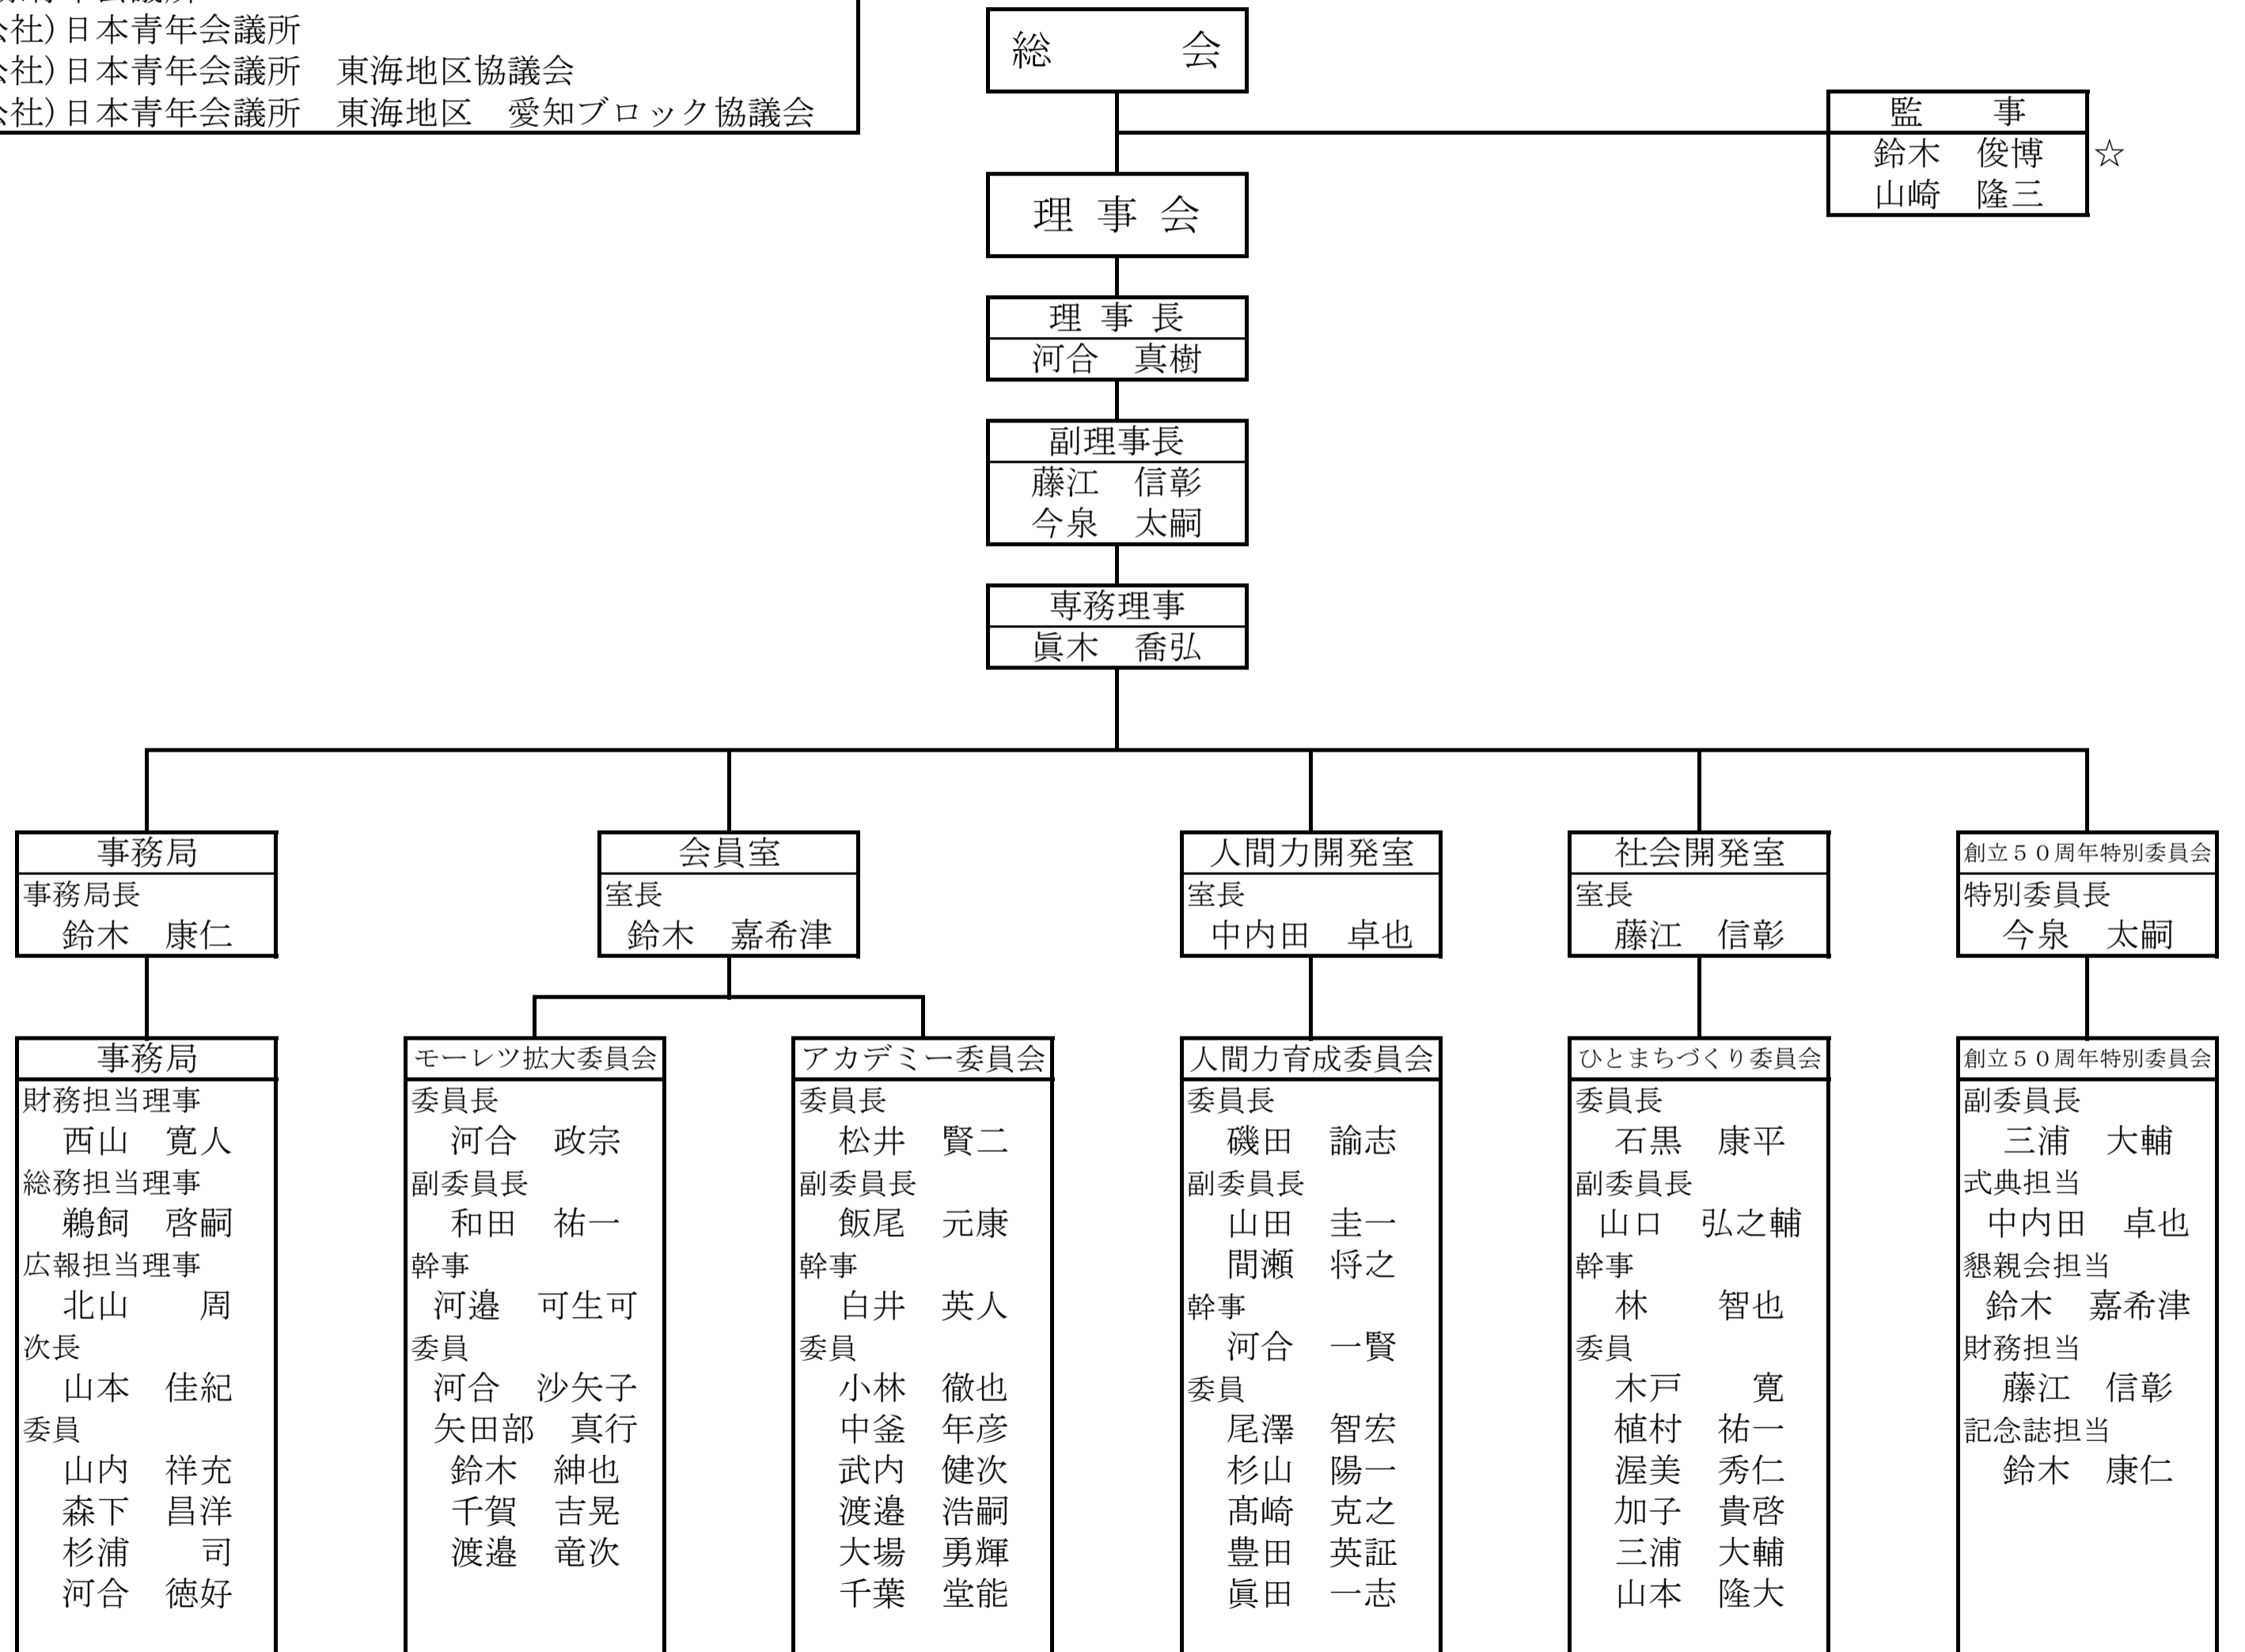 社)日本青年会議所
社)日本青年会議所　東海地区協議会
社)日本青年会議所　東海地区　愛知ブロック協議会
総　会
監　事
鈴木　俊博　☆
山崎　隆三
理 事 会
理 事 長
河合　真樹
副理事長
藤江　信彰
今泉　太嗣
専務理事
眞木　喬弘
事務局
事務局長
鈴木　康仁
会員室
室長
鈴木　嘉希津
人間力開発室
室長
中内田　卓也
社会開発室
室長
藤江　信彰
創立５０周年特別委員会
特別委員長
今泉　太嗣
事務局
財務担当理事
西山　寛人
総務担当理事
鵜飼　啓嗣
広報担当理事
北山　周
次長
山本　佳紀
委員
山内　祥充
森下　昌洋
杉浦　司
河合　徳好
モーレツ拡大委員会
委員長
河合　政宗
副委員長
和田　祐一
幹事
河邉　可生可
委員
河合　沙矢子
矢田部　真行
鈴木　紳也
千賀　吉晃
渡邉　竜次
アカデミー委員会
委員長
松井　賢二
副委員長
飯尾　元康
幹事
白井　英人
委員
小林　徹也
中釜　年彦
武内　健次
渡邉　浩嗣
大場　勇輝
千葉　堂能
人間力育成委員会
委員長
磯田　諭志
副委員長
山田　圭一
間瀬　将之
幹事
河合　一賢
委員
尾澤　智宏
杉山　陽一
髙崎　克之
豊田　英証
眞田　一志
ひとまちづくり委員会
委員長
石黒　康平
副委員長
山口　弘之輔
幹事
林　智也
委員
木戸　寛
植村　祐一
渥美　秀仁
加子　貴啓
三浦　大輔
山本　隆大
創立５０周年特別委員会
副委員長
三浦　大輔
式典担当
中内田　卓也
懇親会担当
鈴木　嘉希津
財務担当
藤江　信彰
記念誌担当
鈴木　康仁